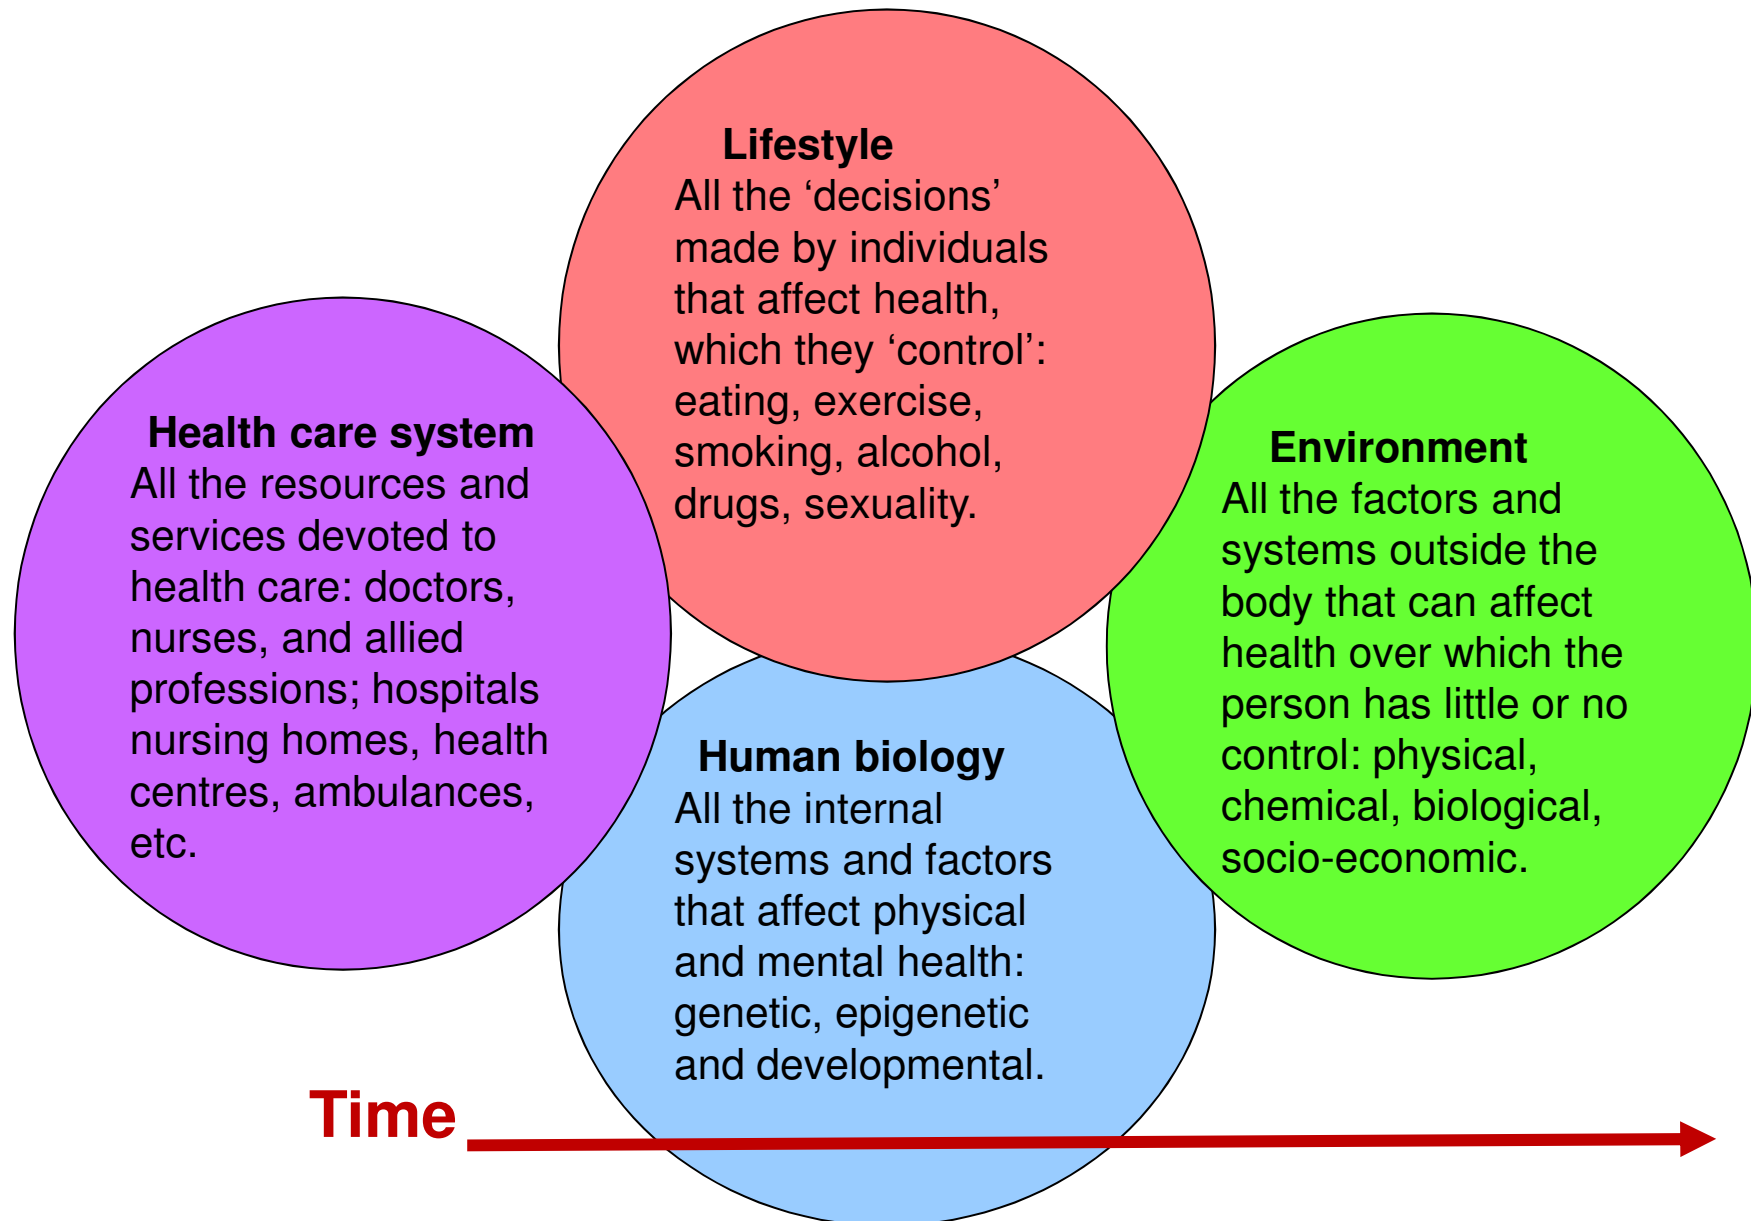 Lifestyle
All the ‘decisions’
made by individuals
that affect health,
which they ‘control’:
eating, exercise,
smoking, alcohol,
drugs, sexuality.
Health care system
All the resources and
services devoted to
health care: doctors,
nurses, and allied
professions; hospitals
nursing homes, health
centres, ambulances,
etc.
Environment
All the factors and
systems outside the
body that can affect
health over which the
person has little or no
control: physical,
chemical, biological,
socio-economic.
Human biology
All the internal
systems and factors
that affect physical
and mental health:
genetic, epigenetic
and developmental.
Time